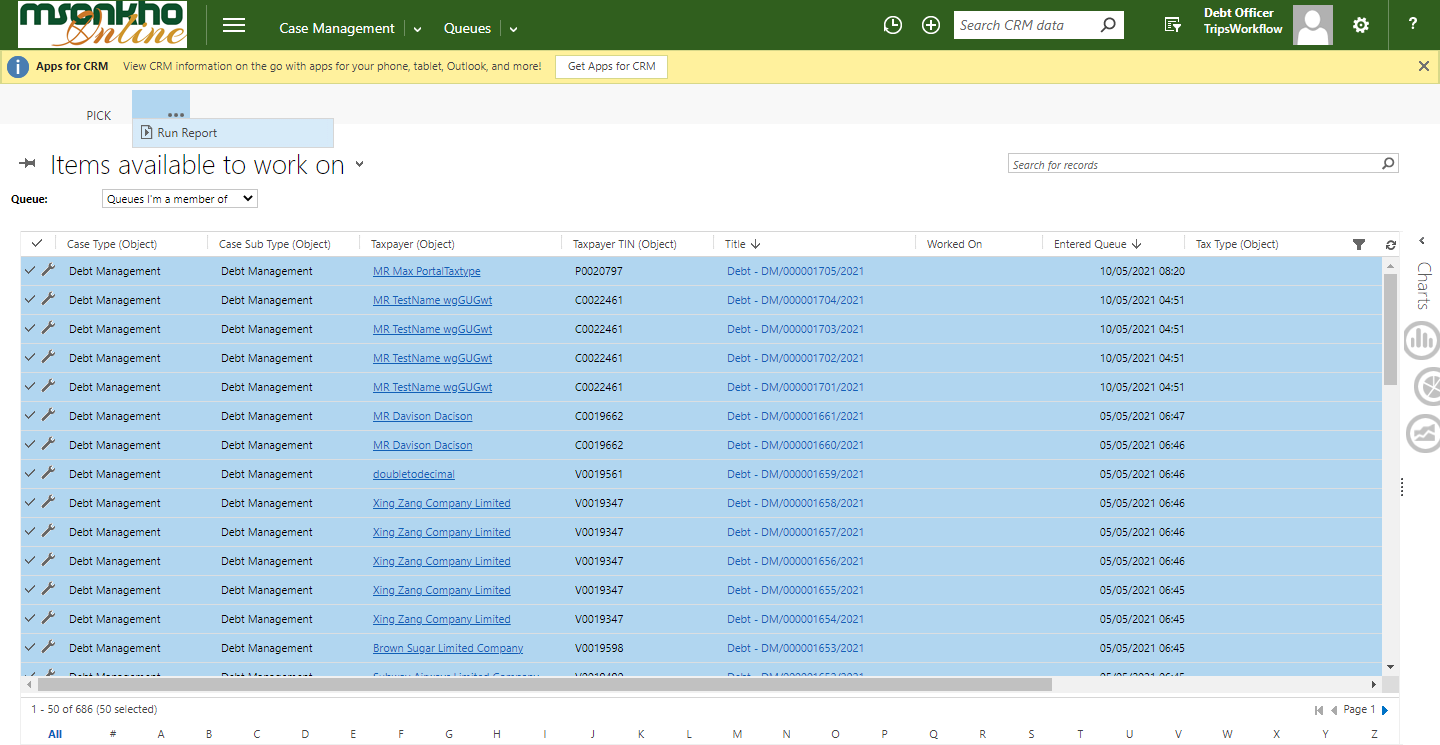 msonkho
Online
Case Management
Queues
Search CRM data
Debt Officer
TripsWorkflow
?
Apps for CRM View CRM information on the go with apps for your phone, tablet, Outlook, and more! Get Apps for CRM
PICK
Run Report
Items available to work on
Search for records
Queue: Queues I'm a member of
Case Type (Object) Case Sub Type (Object) Taxpayer (Object) Taxpayer TIN (Object) Title Worked On Entered Queue Tax Type (Object)
Debt Management Debt Management MR Max PortalTaxtype P0020797 Debt - DM/000001705/2021 10/05/2021 08:20
Debt Management Debt Management MR TestName wgGUGwt C0022461 Debt - DM/000001704/2021 10/05/2021 04:51
Debt Management Debt Management MR TestName wgGUGwt C0022461 Debt - DM/000001703/2021 10/05/2021 04:51
Debt Management Debt Management MR TestName wgGUGwt C0022461 Debt - DM/000001702/2021 10/05/2021 04:51
Debt Management Debt Management MR TestName wgGUGwt C0022461 Debt - DM/000001701/2021 10/05/2021 04:51
Debt Management Debt Management MR Davison Dacison C0019662 Debt - DM/000001661/2021 05/05/2021 06:47
Debt Management Debt Management MR Davison Dacison C0019662 Debt - DM/000001660/2021 05/05/2021 06:46
Debt Management Debt Management doubletodecimal V0019561 Debt - DM/000001659/2021 05/05/2021 06:46
Debt Management Debt Management Xing Zang Company Limited V0019347 Debt - DM/000001658/2021 05/05/2021 06:46
Debt Management Debt Management Xing Zang Company Limited V0019347 Debt - DM/000001657/2021 05/05/2021 06:46
Debt Management Debt Management Xing Zang Company Limited V0019347 Debt - DM/000001656/2021 05/05/2021 06:46
Debt Management Debt Management Xing Zang Company Limited V0019347 Debt - DM/000001655/2021 05/05/2021 06:45
Debt Management Debt Management Xing Zang Company Limited V0019347 Debt - DM/000001654/2021 05/05/2021 06:45
Debt Management Debt Management Brown Sugar Limited Company V0019598 Debt - DM/000001653/2021 05/05/2021 06:45
Charts
1 - 50 of 686 (50 selected) Page 1
All # A B C D E F G H I J K L M N O P Q R S T U V W X Y Z